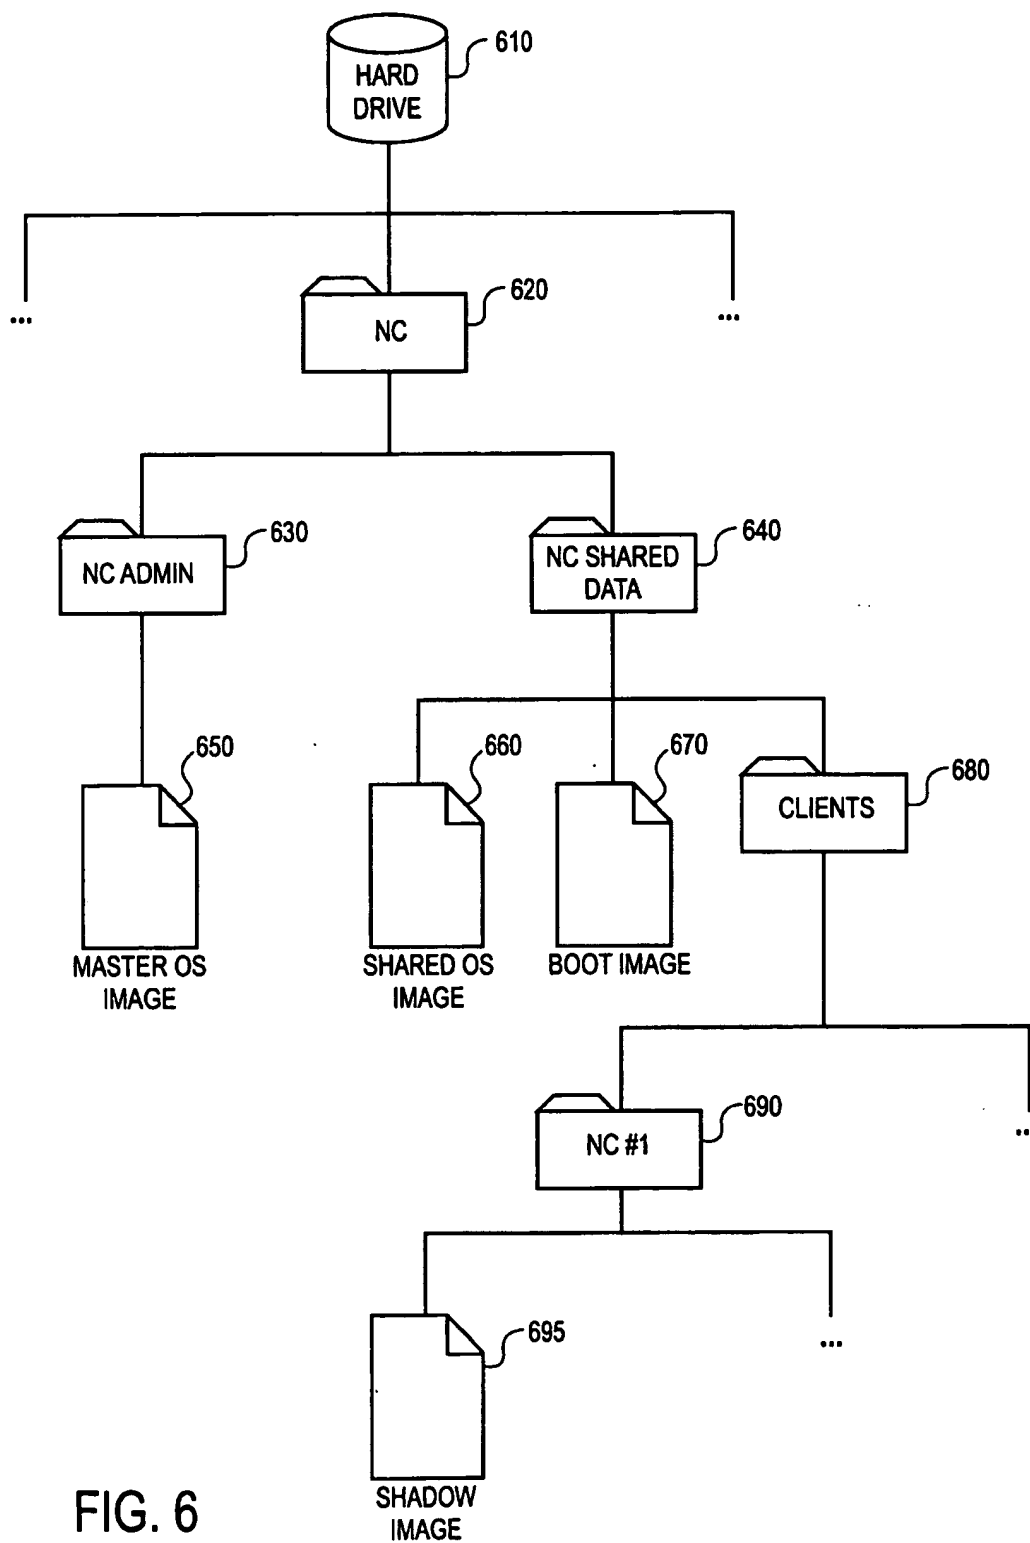 610
HARD
DRIVE
...
620
...
NC
630
640
NC ADMIN
NC SHARED
DATA
650
660
670
680
CLIENTS
MASTER OS
IMAGE
SHARED OS
IMAGE
BOOT IMAGE
690
...
NC #1
695
...
SHADOW
IMAGE
FIG. 6